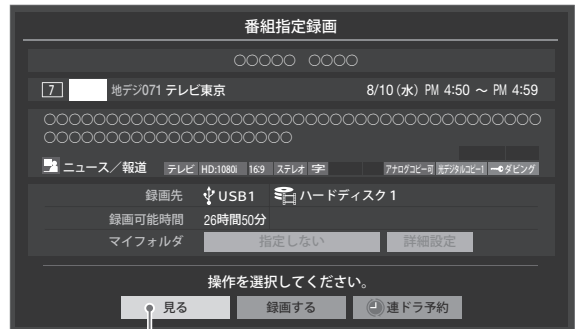 番組指定録画
○○○○○ ○○○○
7 地デジ071 テレビ東京 8/10(水) PM 4:50 ～ PM 4:59
○○○○○○○○○○○○○○○○○○○○○○○○○○○○○○○○○○○○
○○○○○○○○○○○○○○○○○○
ニュース／報道 テレビ HD:1080i 16:9 ステレオ 字 アナログコピー可 光デジタルコピー1 ダビング
録画先 USB1 ハードディスク1
録画可能時間 26時間50分
マイフォルダ 指定しない 詳細設定
操作を選択してください。
見る 録画する 連ドラ予約